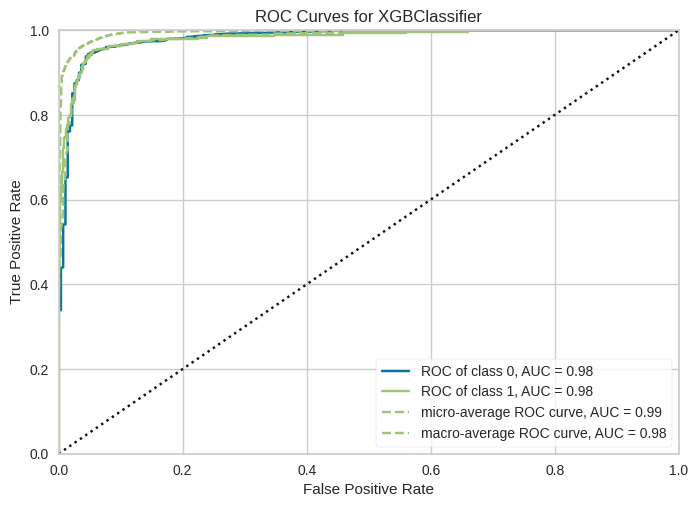 ROC Curves for XGBClassifier
True Positive Rate
1.0
0.8
0.6
0.4
0.2
0.0
ROC of class 0, AUC = 0.98
ROC of class 1, AUC = 0.98
micro-average ROC curve, AUC = 0.99
macro-average ROC curve, AUC = 0.98
0.0 0.2 0.4 0.6 0.8 1.0
False Positive Rate